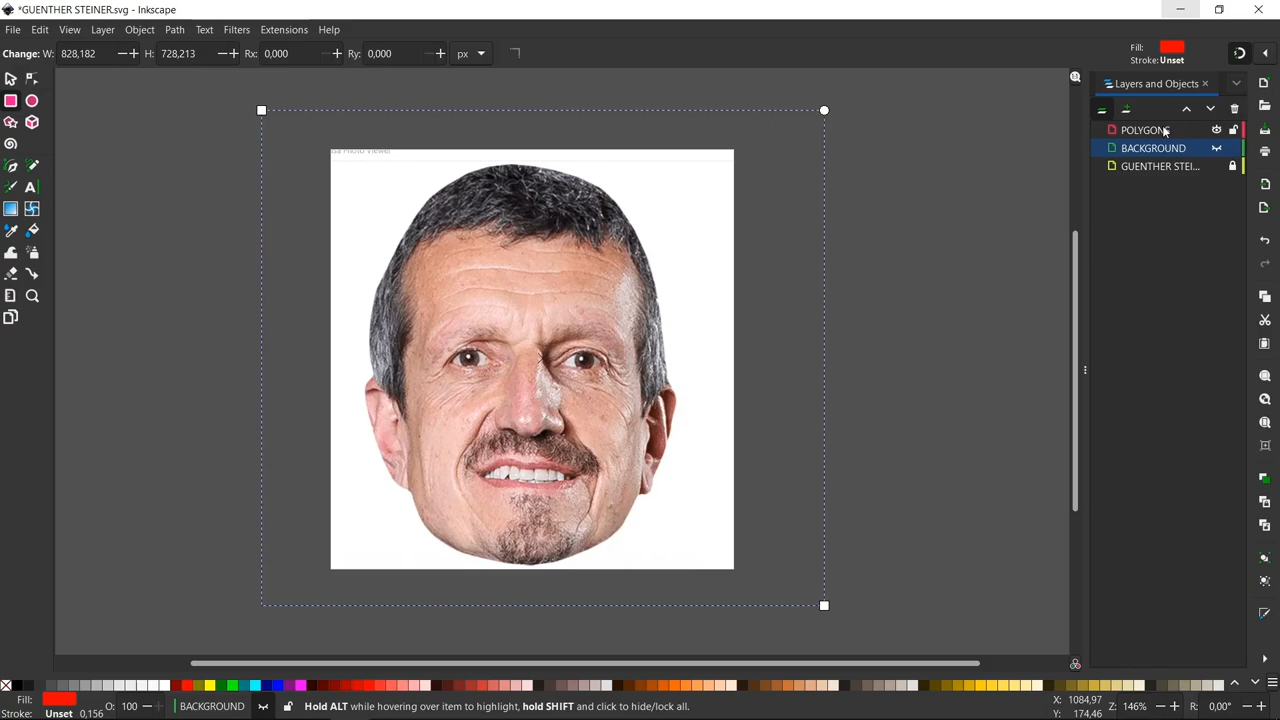 *GUENTHER STEINER.svg - Inkscape
File Edit View Layer Object Path Text Filters Extensions Help
Change: W: 828,182 H: 728,213 Rx: 0,000 Ry: 0,000 px
Fill:
Stroke: Unset
Layers and Objects
POLYGONS
BACKGROUND
GUENTHER STEI...
Photo Viewer
Fill:
Stroke: Unset 0,156
O: 100
BACKGROUND
Hold ALT while hovering over item to highlight, hold SHIFT and click to hide/lock all.
X: 1084,97
Y: 174,46
Z: 146%
R: 0,00°